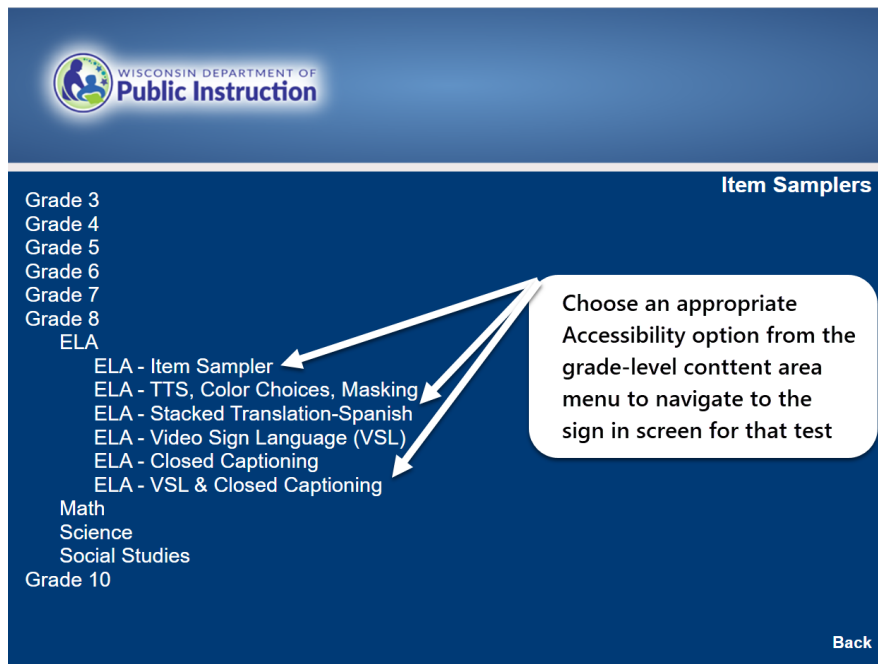 WISCONSIN DEPARTMENT OF
Public Instruction
Item Samplers
Grade 3
Grade 4
Grade 5
Grade 6
Grade 7
Grade 8
ELA
ELA - Item Sampler
ELA - TTS, Color Choices, Masking
ELA - Stacked Translation-Spanish
ELA - Video Sign Language (VSL)
ELA - Closed Captioning
ELA - VSL & Closed Captioning
Math
Science
Social Studies
Grade 10
Choose an appropriate
Accessibility option from the
grade-level conttent area
menu to navigate to the
sign in screen for that test
Back